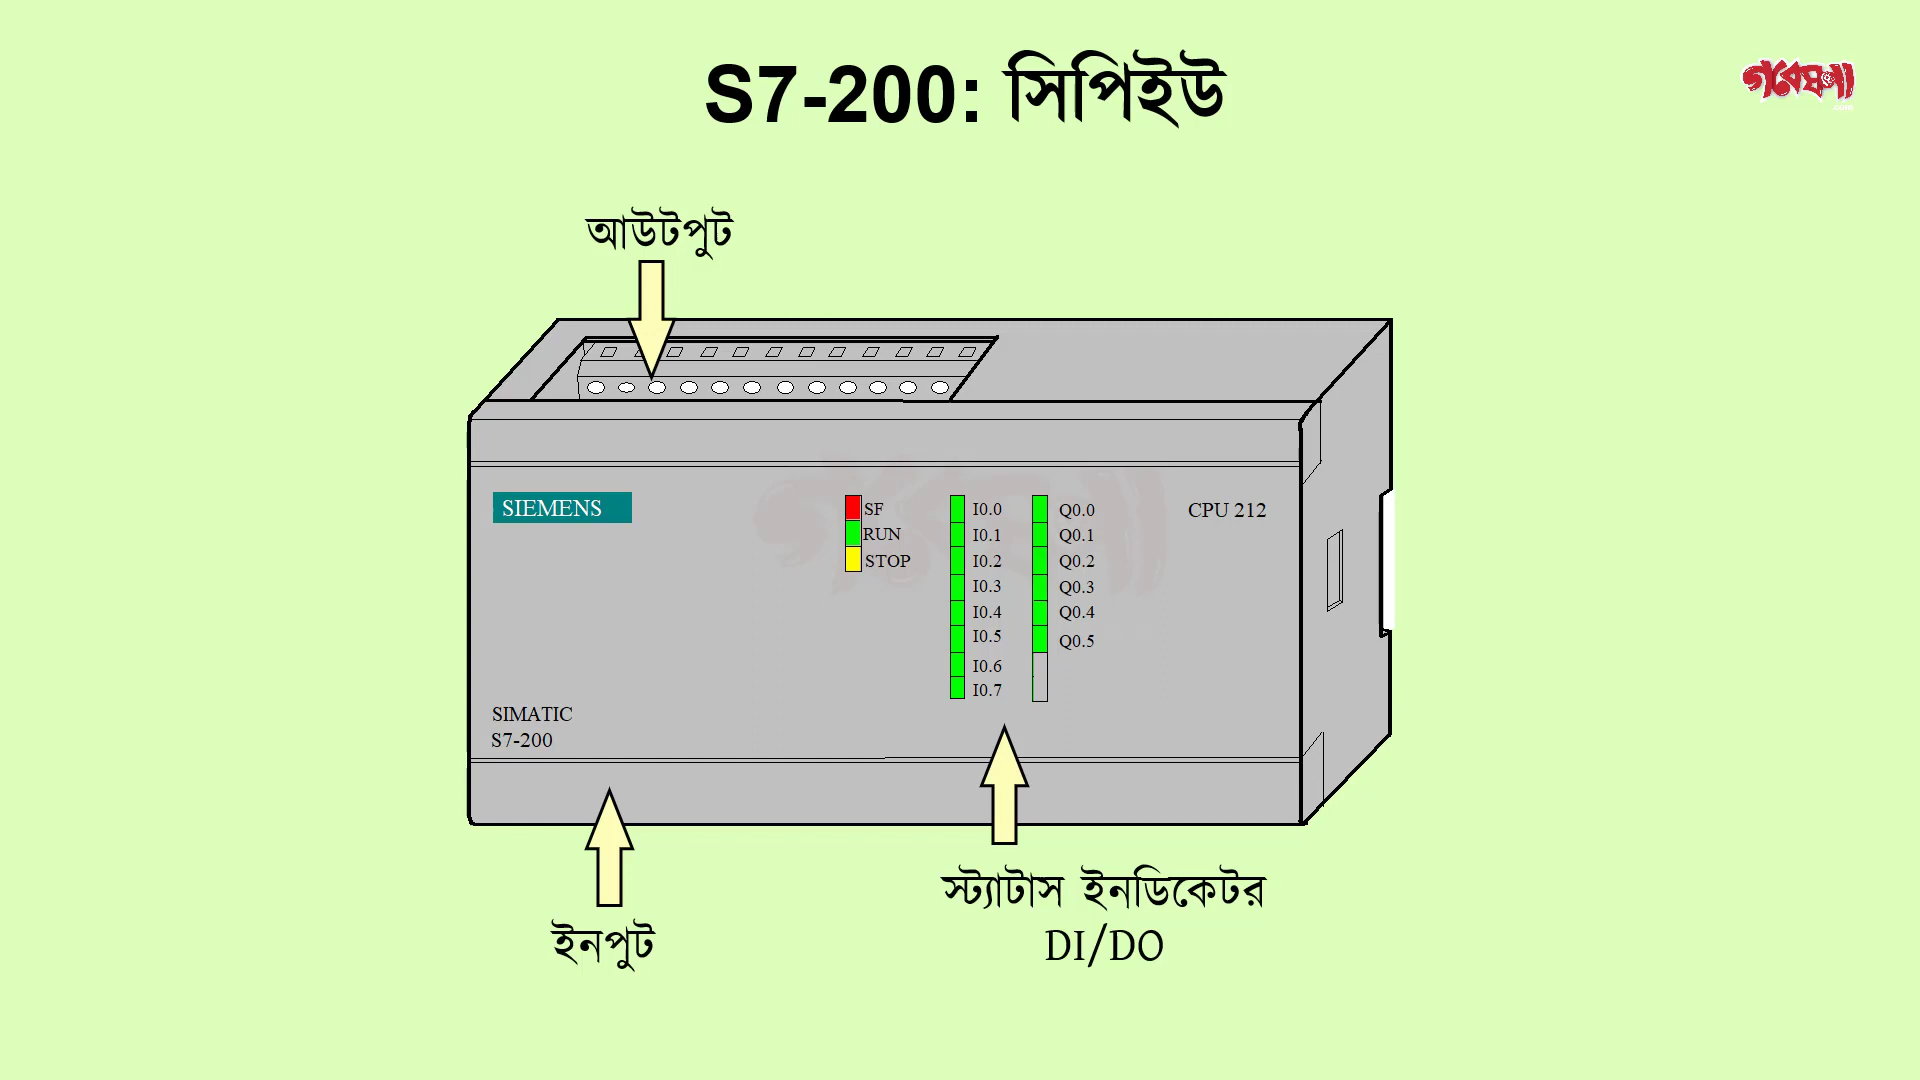 S7-200: সিপিইউ
গবেষণা
আউটপুট
SIEMENS
SF
RUN
STOP
I0.0
I0.1
I0.2
I0.3
I0.4
I0.5
I0.6
I0.7
Q0.0
Q0.1
Q0.2
Q0.3
Q0.4
Q0.5
CPU 212
SIMATIC
S7-200
ইনপুট
স্ট্যাটাস ইনডিকেটর
DI/DO